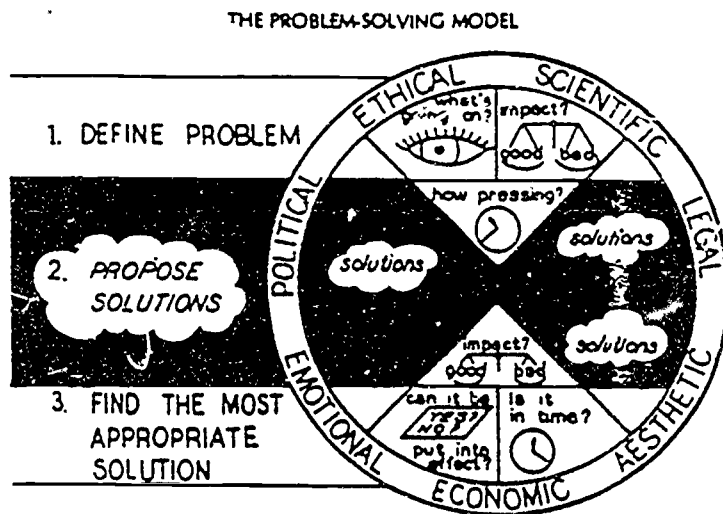 THE PROBLEM-SOLVING MODEL
1. DEFINE PROBLEM
2. PROPOSE
SOLUTIONS
3. FIND THE MOST
APPROPRIATE
SOLUTION
POLITICAL
ETHICAL
SCIENTIFIC
LEGAL
AESTHETIC
ECONOMIC
EMOTIONAL
what's
going on?
impact?
good bad
how pressing?
solutions
solutions
solutions
impact?
good bad
can it be
YES?
NO?
put into
effect?
Is it
in time?